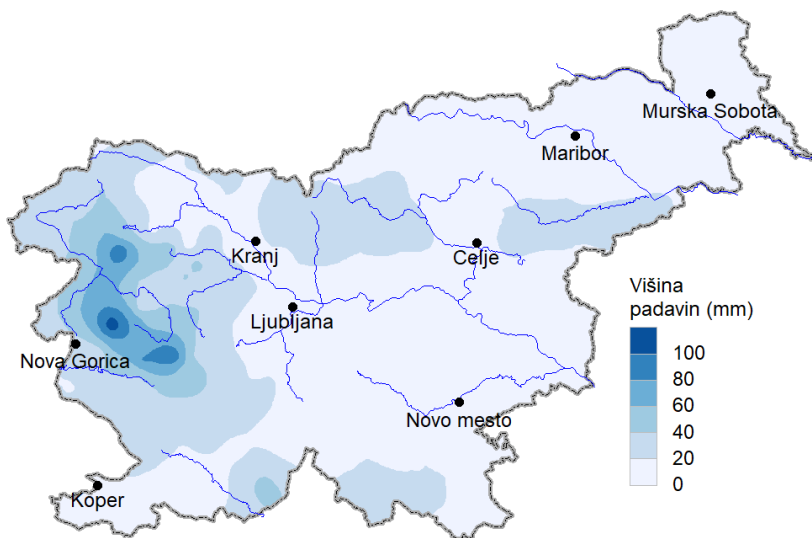 Murska Sobota
Maribor
Kranj
Celje
Ljubljana
Nova Gorica
Novo mesto
Koper
Višina
padavin (mm)
100
80
60
40
20
0